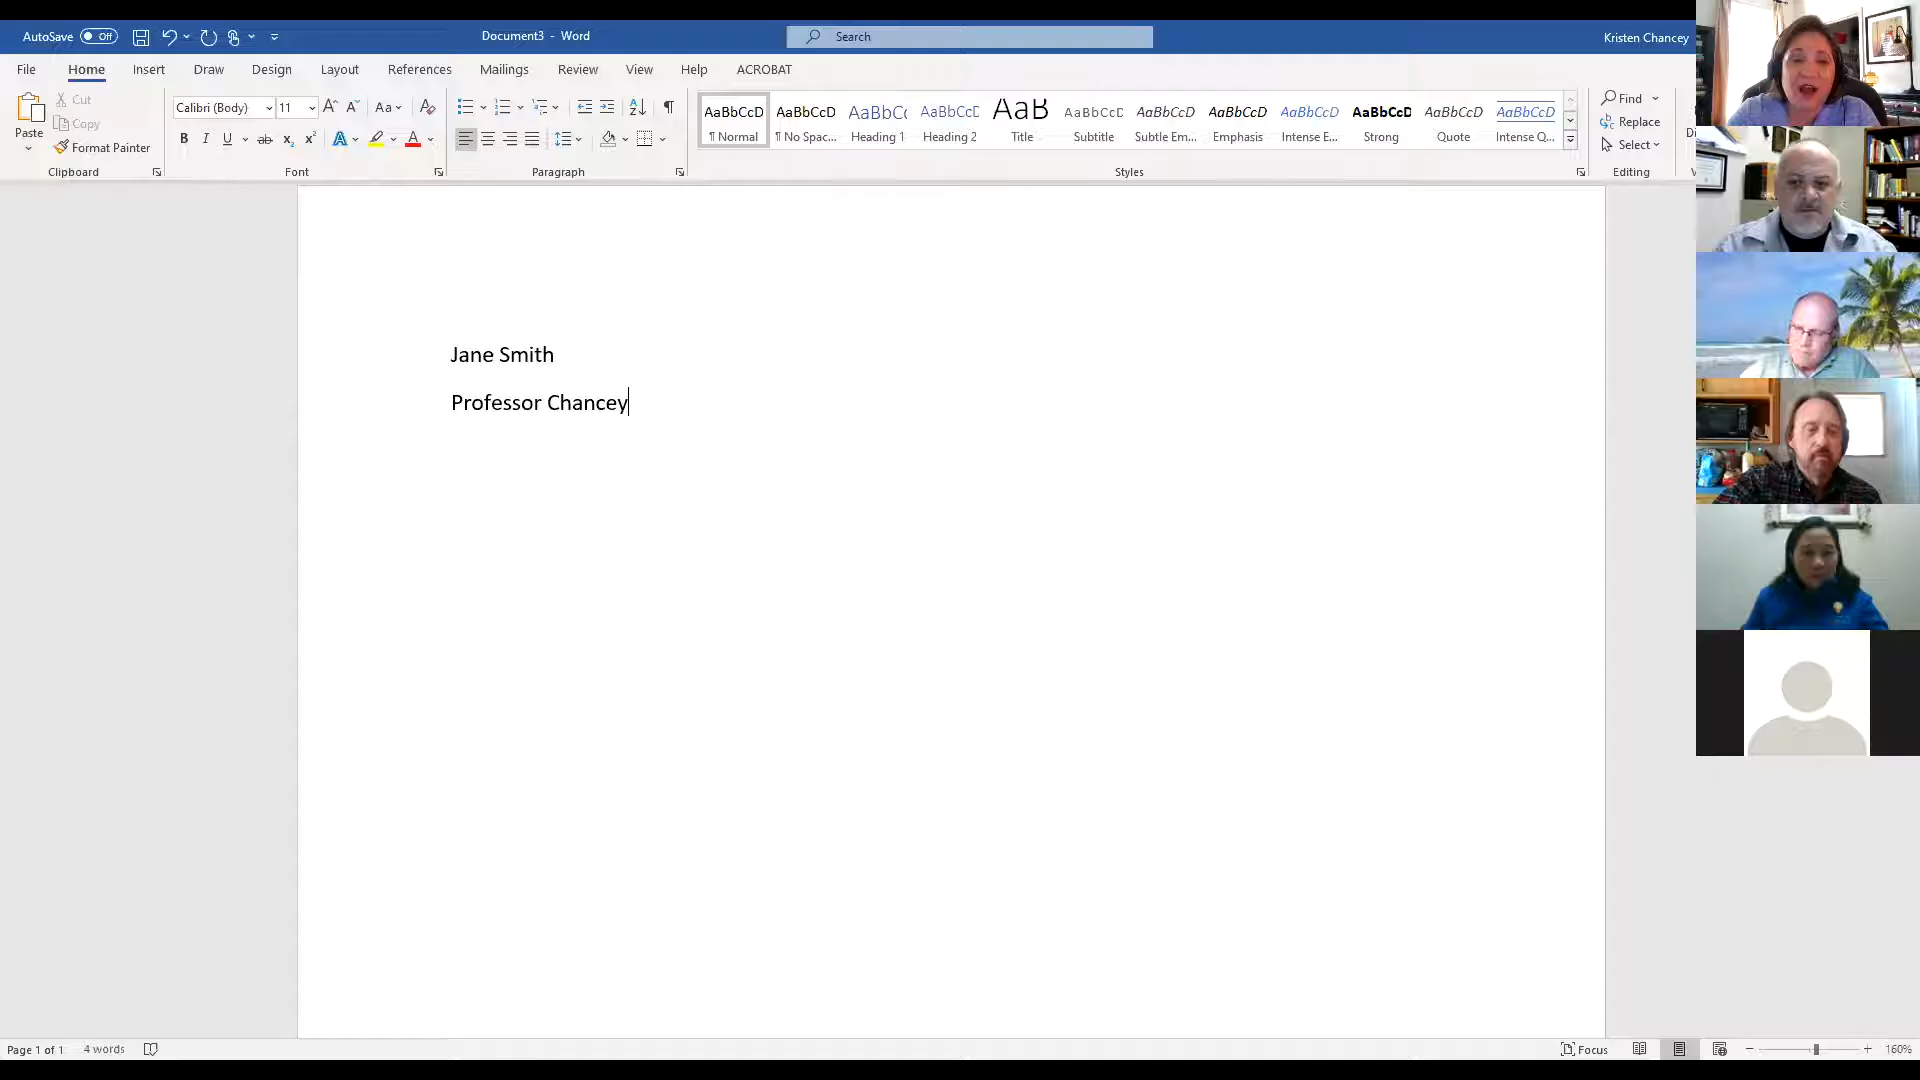 AutoSave Off Document3 - Word Search Kristen Chancey
File Home Insert Draw Design Layout References Mailings Review View Help ACROBAT
Paste
Cut
Copy
Format Painter
Clipboard
Calibri (Body) 11
Font
Paragraph
AaBbCcD AaBbCcD AaBbCc AaBbCcD AaB AaBbCcD AaBbCcD AaBbCcD AaBbCcD AaBbCcD AaBbCcD AaBbCcD
¶ Normal ¶ No Spac... Heading 1 Heading 2 Title Subtitle Subtle Em... Emphasis Intense E... Strong Quote Intense Q...
Styles
Find
Replace
Select
Editing
Jane Smith
Professor Chancey
Page 1 of 1 4 words Focus 160%